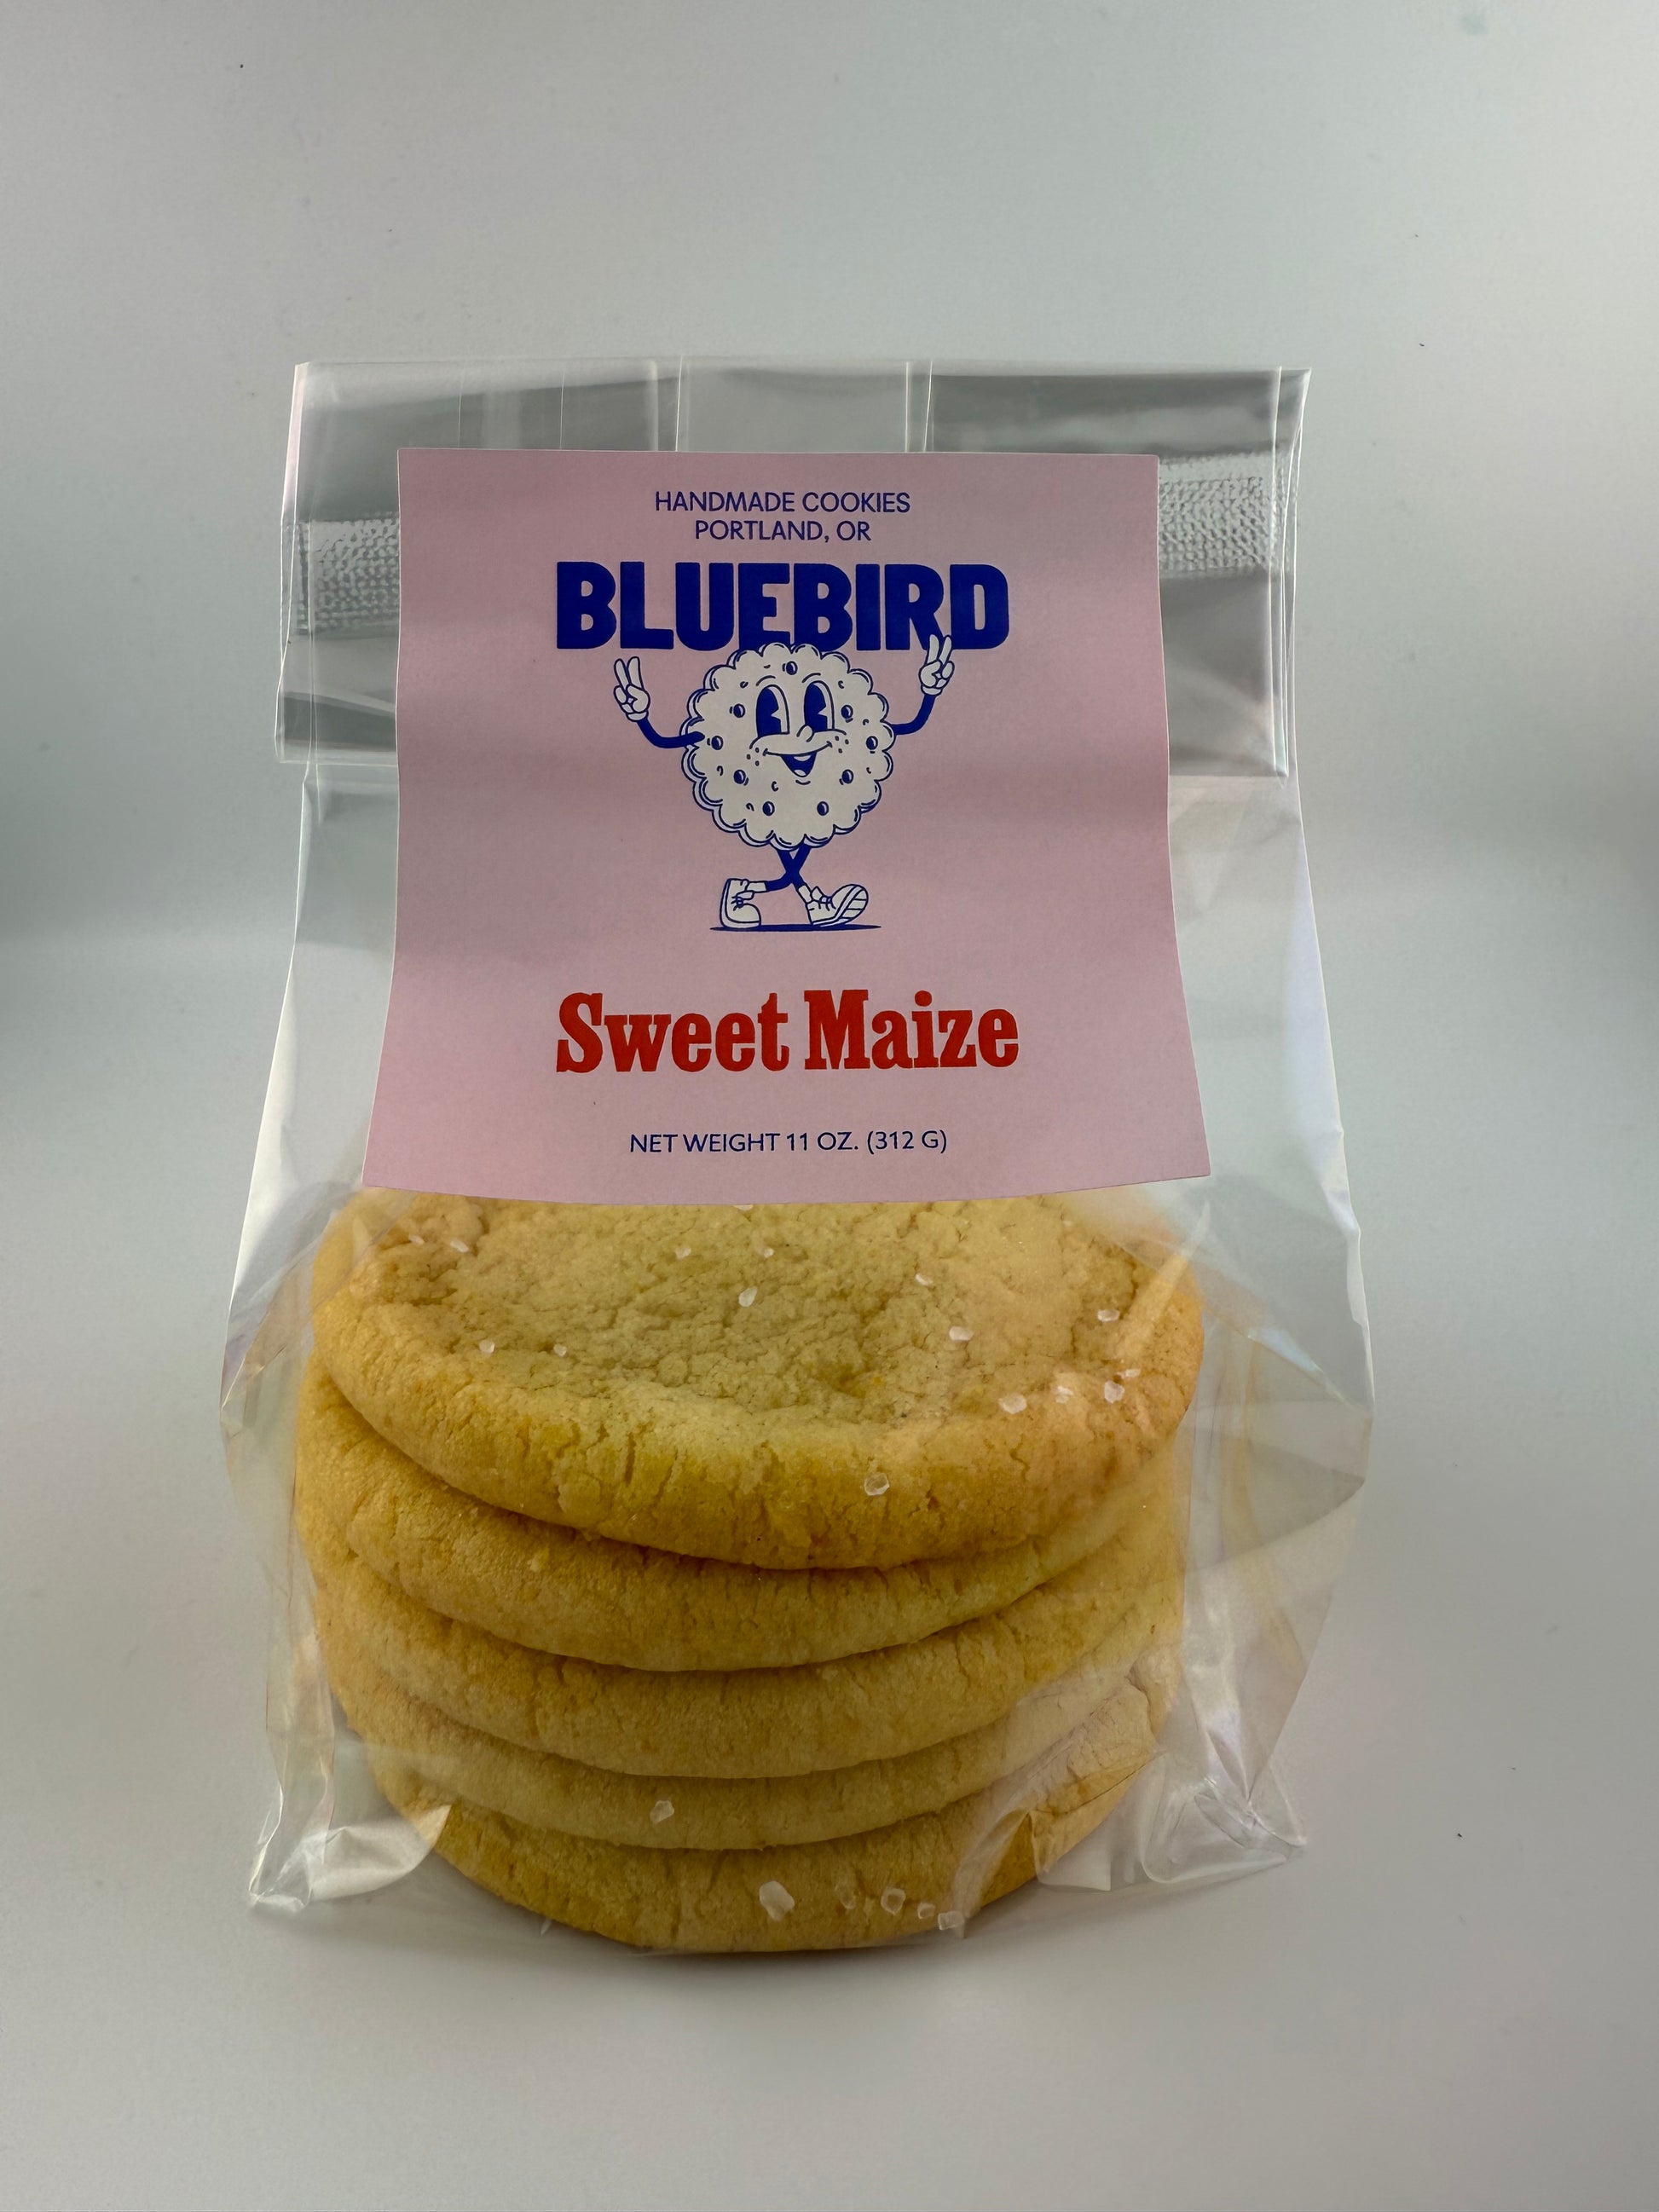 HANDMADE COOKIES
PORTLAND, OR
BLUEBIRD
Sweet Maize
NET WEIGHT 11 OZ. (312 G)